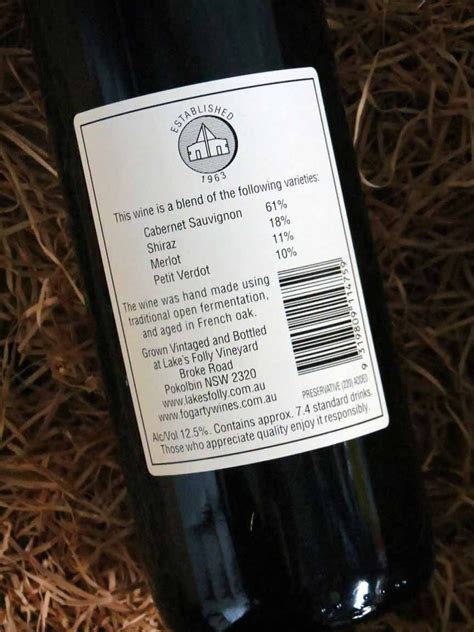 ESTABLISHED
1963
This wine is a blend of the following varieties:
Cabernet Sauvignon 61%
Shiraz 18%
Merlot 11%
Petit Verdot 10%
The wine was hand made using
traditional open fermentation,
and aged in French oak.
Grown Vintaged and Bottled
at Lake's Folly Vineyard
Broke Road
Pokolbin NSW 2320
www.lakesfolly.com.au
www.fogartywines.com.au
9 319809 114759
PRESERVATIVE (220) ADDED
Alc/Vol 12.5%. Contains approx. 7.4 standard drinks.
Those who appreciate quality enjoy it responsibly.